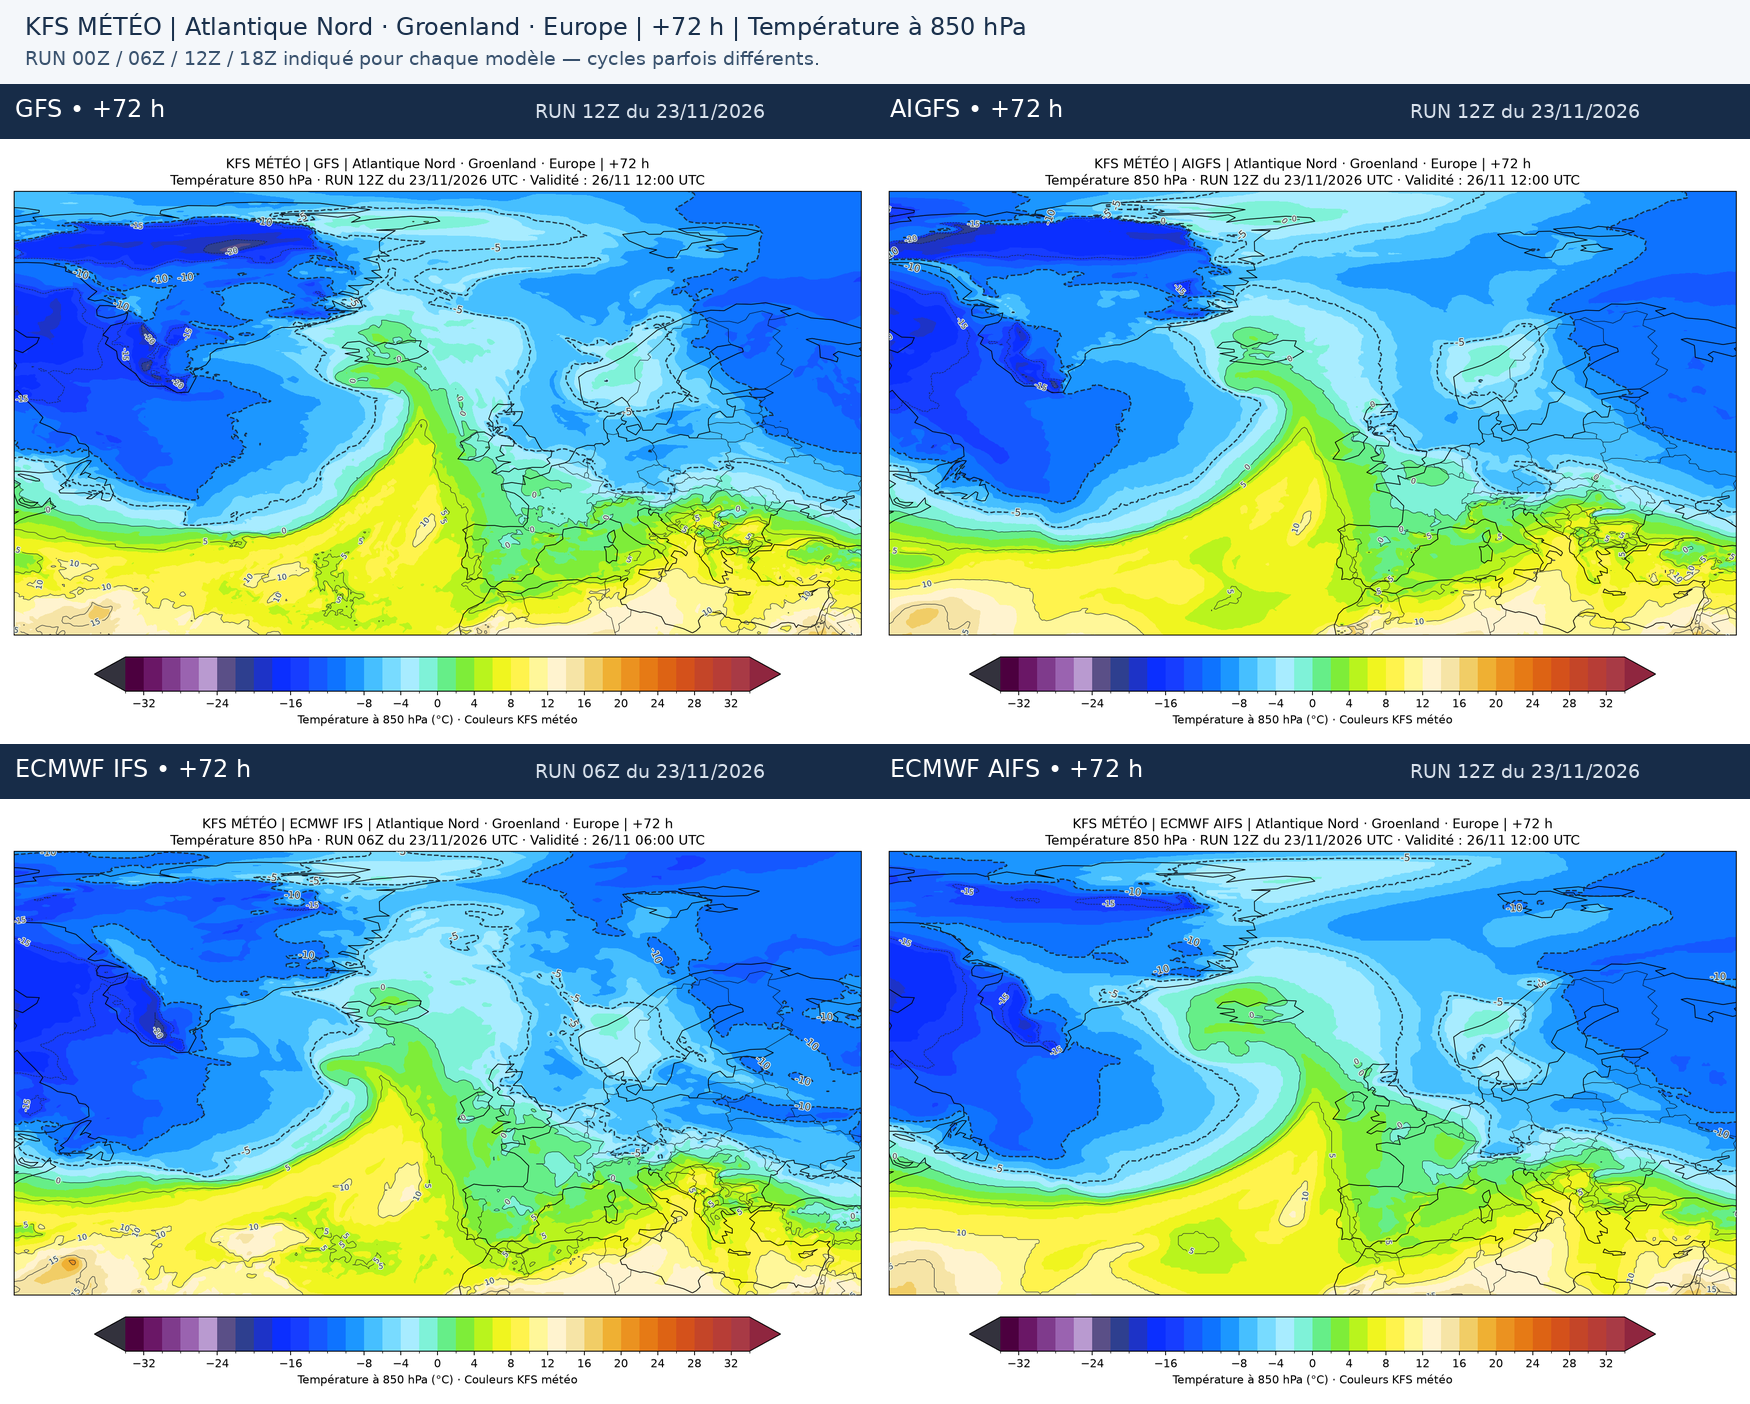 KFS MÉTÉO | Atlantique Nord · Groenland · Europe | +72 h | Température à 850 hPa
RUN 00Z / 06Z / 12Z / 18Z indiqué pour chaque modèle — cycles parfois différents.
GFS • +72 h
RUN 12Z du 23/11/2026
AIGFS • +72 h
RUN 12Z du 23/11/2026
KFS MÉTÉO | GFS | Atlantique Nord · Groenland · Europe | +72 h
Température 850 hPa · RUN 12Z du 23/11/2026 UTC · Validité : 26/11 12:00 UTC
KFS MÉTÉO | AIGFS | Atlantique Nord · Groenland · Europe | +72 h
Température 850 hPa · RUN 12Z du 23/11/2026 UTC · Validité : 26/11 12:00 UTC
−32 −24 −16 −8 −4 0 4 8 12 16 20 24 28 32
Température à 850 hPa (°C) · Couleurs KFS météo
−32 −24 −16 −8 −4 0 4 8 12 16 20 24 28 32
Température à 850 hPa (°C) · Couleurs KFS météo
ECMWF IFS • +72 h
RUN 06Z du 23/11/2026
ECMWF AIFS • +72 h
RUN 12Z du 23/11/2026
KFS MÉTÉO | ECMWF IFS | Atlantique Nord · Groenland · Europe | +72 h
Température 850 hPa · RUN 06Z du 23/11/2026 UTC · Validité : 26/11 06:00 UTC
KFS MÉTÉO | ECMWF AIFS | Atlantique Nord · Groenland · Europe | +72 h
Température 850 hPa · RUN 12Z du 23/11/2026 UTC · Validité : 26/11 12:00 UTC
−32 −24 −16 −8 −4 0 4 8 12 16 20 24 28 32
Température à 850 hPa (°C) · Couleurs KFS météo
−32 −24 −16 −8 −4 0 4 8 12 16 20 24 28 32
Température à 850 hPa (°C) · Couleurs KFS météo